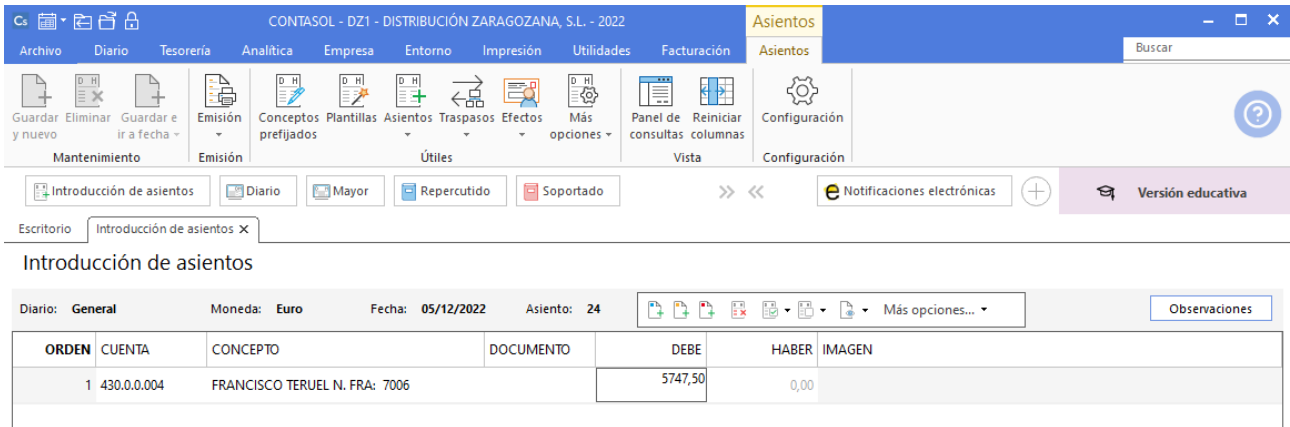 Cs CONTASOL - DZ1 - DISTRIBUCIÓN ZARAGOZANA, S.L. - 2022 Asientos
Archivo Diario Tesorería Analítica Empresa Entorno Impresión Utilidades Facturación Asientos Buscar
D H D H D H D H D H
Guardar Eliminar Guardar e Emisión Conceptos Plantillas Asientos Traspasos Efectos Más Panel de Reiniciar Configuración ?
y nuevo ir a fecha prefijados opciones consultas columnas
Mantenimiento Emisión Útiles Vista Configuración
Introducción de asientos Diario Mayor Repercutido Soportado e Notificaciones electrónicas Versión educativa
Escritorio Introducción de asientos X
Introducción de asientos
Diario: General Moneda: Euro Fecha: 05/12/2022 Asiento: 24 Más opciones... Observaciones
ORDEN CUENTA CONCEPTO DOCUMENTO DEBE HABER IMAGEN
1 430.0.0.004 FRANCISCO TERUEL N. FRA: 7006 5747,50 0,00